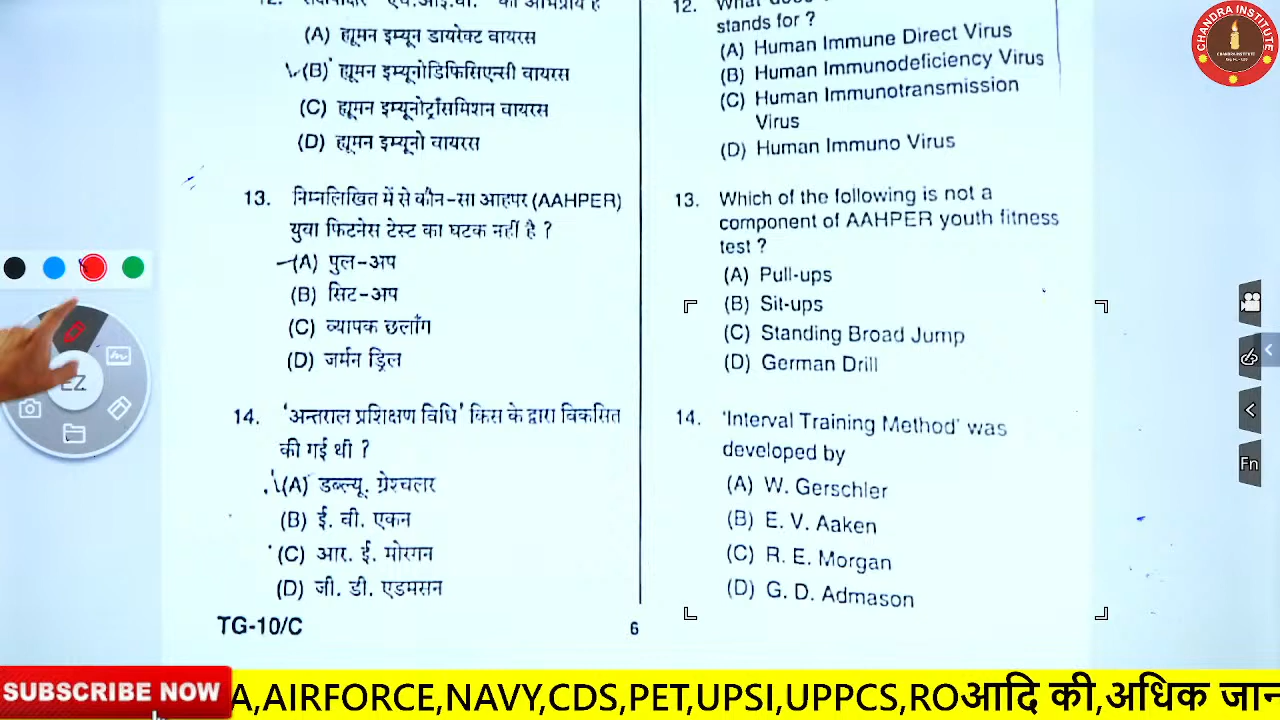 (A) ह्यूमन इम्यून डायरेक्ट वायरस
(B) ह्यूमन इम्यूनोडिफिसिएन्सी वायरस
(C) ह्यूमन इम्यूनोट्राँसमिशन वायरस
(D) ह्यूमन इम्यूनो वायरस
13. निम्नलिखित में से कौन-सा आहपर (AAHPER)
युवा फिटनेस टेस्ट का घटक नहीं है ?
(A) पुल-अप
(B) सिट-अप
(C) व्यापक छलाँग
(D) जर्मन ड्रिल
14. 'अन्तराल प्रशिक्षण विधि' किस के द्वारा विकसित
की गई थी ?
(A) डब्ल्यू. ग्रेश्चलर
(B) ई. वी. एकन
(C) आर. ई. मोरगन
(D) जी. डी. एडमसन
TG-10/C
6
12. What does
stands for ?
(A) Human Immune Direct Virus
(B) Human Immunodeficiency Virus
(C) Human Immunotransmission
Virus
(D) Human Immuno Virus
13. Which of the following is not a
component of AAHPER youth fitness
test ?
(A) Pull-ups
(B) Sit-ups
(C) Standing Broad Jump
(D) German Drill
14. 'Interval Training Method' was
developed by
(A) W. Gerschler
(B) E. V. Aaken
(C) R. E. Morgan
(D) G. D. Admason
CHANDRA INSTITUTE
CHANDRA INSTITUTE
EZ
Fn
SUBSCRIBE NOW
A,AIRFORCE,NAVY,CDS,PET,UPSI,UPPCS,ROआदि की,अधिक जान